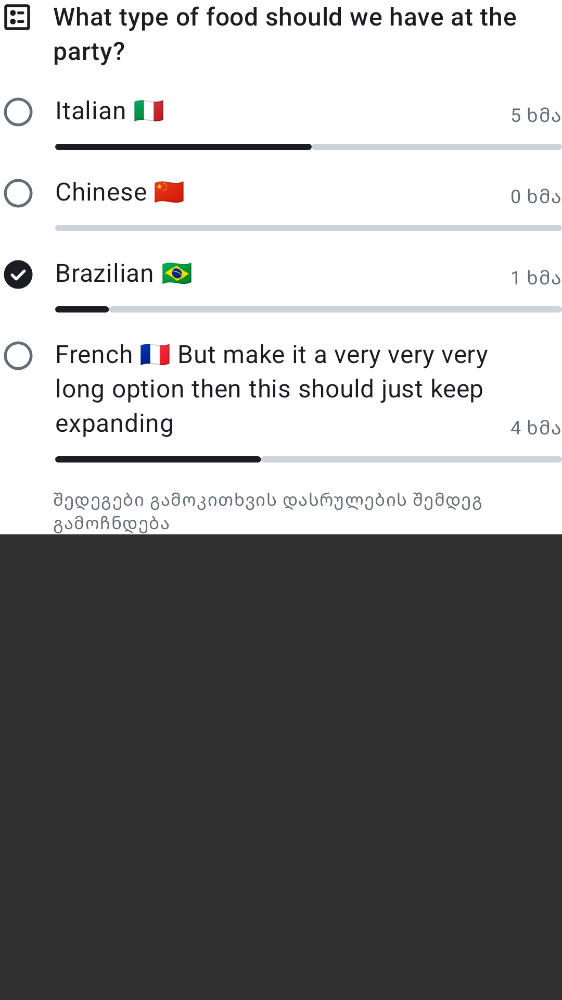 What type of food should we have at the
party?
Italian 🇮🇹
5 ხმა
Chinese 🇨🇳
0 ხმა
Brazilian 🇧🇷
1 ხმა
French 🇫🇷 But make it a very very very
long option then this should just keep
expanding
4 ხმა
შედეგები გამოკითხვის დასრულების შემდეგ
გამოჩნდება